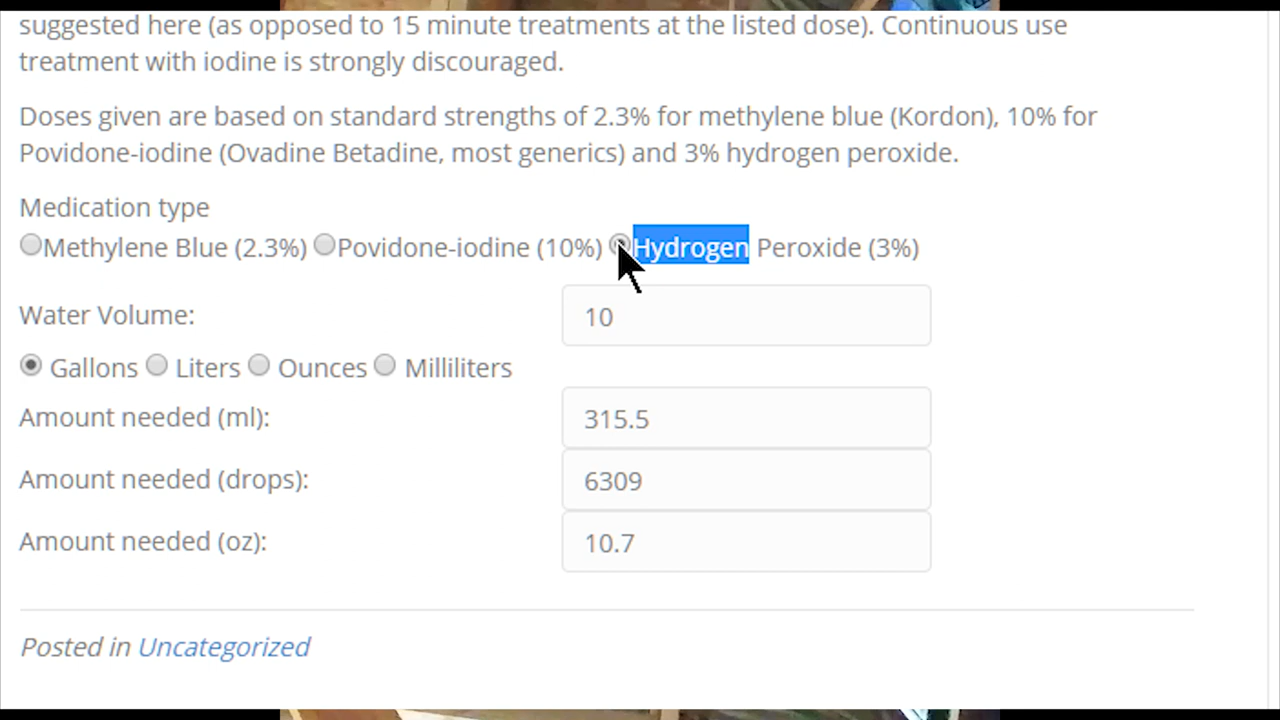 suggested here (as opposed to 15 minute treatments at the listed dose). Continuous use
treatment with iodine is strongly discouraged.
Doses given are based on standard strengths of 2.3% for methylene blue (Kordon), 10% for
Povidone-iodine (Ovadine Betadine, most generics) and 3% hydrogen peroxide.
Medication type
Methylene Blue (2.3%) Povidone-iodine (10%) Hydrogen Peroxide (3%)
Water Volume: 10
Gallons Liters Ounces Milliliters
Amount needed (ml): 315.5
Amount needed (drops): 6309
Amount needed (oz): 10.7
Posted in Uncategorized